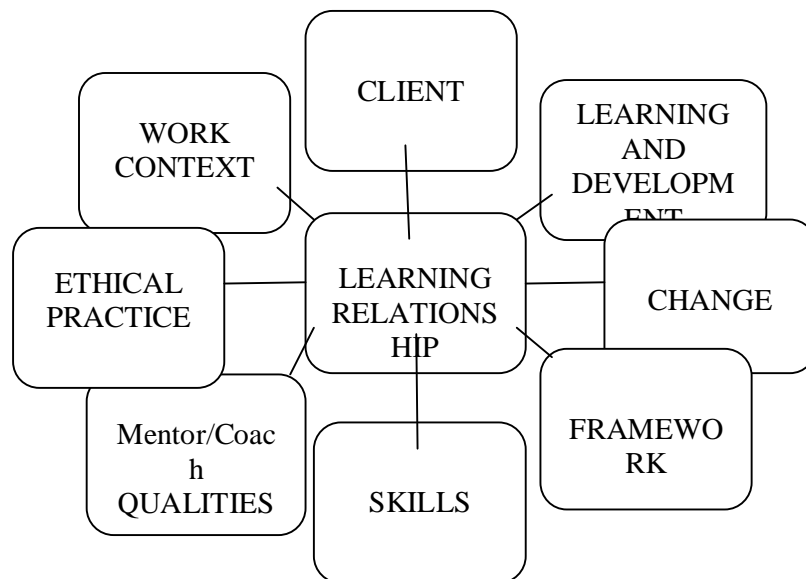 CLIENT
WORK
CONTEXT
LEARNING
AND
DEVELOPM
ENT
ETHICAL
PRACTICE
LEARNING
RELATIONS
HIP
CHANGE
Mentor/Coac
h
QUALITIES
SKILLS
FRAMEWO
RK